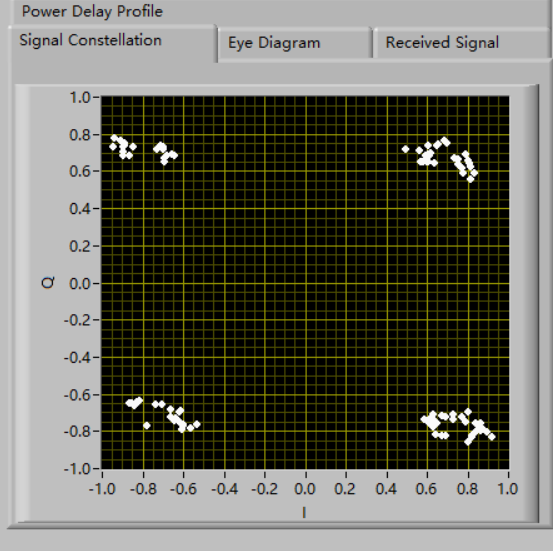 Power Delay Profile
Signal Constellation
Eye Diagram
Received Signal
1.0
0.8
0.6
0.4
0.2
0.0
-0.2
-0.4
-0.6
-0.8
-1.0
Q
-1.0 -0.8 -0.6 -0.4 -0.2 0.0 0.2 0.4 0.6 0.8 1.0
I